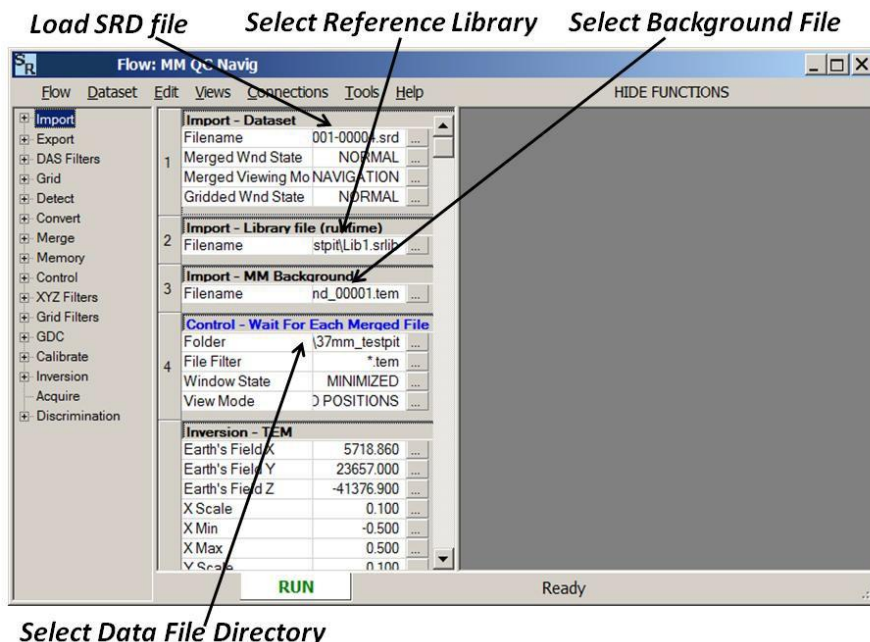 Load SRD file Select Reference Library Select Background File
SR Flow: MM QC Navig
Flow Dataset Edit Views Connections Tools Help HIDE FUNCTIONS
Import
Export
DAS Filters
Grid
Detect
Convert
Merge
Memory
Control
XYZ Filters
Grid Filters
GDC
Calibrate
Inversion
Acquire
Discrimination
1
Import - Dataset
Filename 001-00004.srd ...
Merged Wnd State NORMAL ...
Merged Viewing Mo NAVIGATION ...
Gridded Wnd State NORMAL ...
2
Import - Library file (runtime)
Filename stpit\Lib1.srlib ...
3
Import - MM Background
Filename nd_00001.tem ...
4
Control - Wait For Each Merged File
Folder \37mm_testpit ...
File Filter *.tem ...
Window State MINIMIZED ...
View Mode POSITIONS ...
Inversion - TEM
Earth's Field X 5718.860 ...
Earth's Field Y 23657.000 ...
Earth's Field Z -41376.900 ...
X Scale 0.100 ...
X Min -0.500 ...
X Max 0.500 ...
Y Scale 0.100 ...
RUN Ready
Select Data File Directory